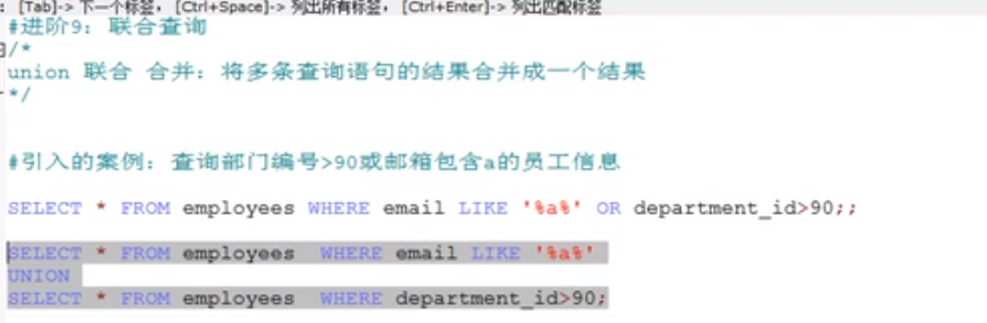 : [Tab]-> 下一个标签, [Ctrl+Space]-> 列出所有标签, [Ctrl+Enter]-> 列出匹配标签
#进阶9：联合查询
/*
union 联合 合并：将多条查询语句的结果合并成一个结果
*/
#引入的案例：查询部门编号>90或邮箱包含a的员工信息
SELECT * FROM employees WHERE email LIKE '%a%' OR department_id>90;;
SELECT * FROM employees  WHERE email LIKE '%a%'
UNION
SELECT * FROM employees  WHERE department_id>90;